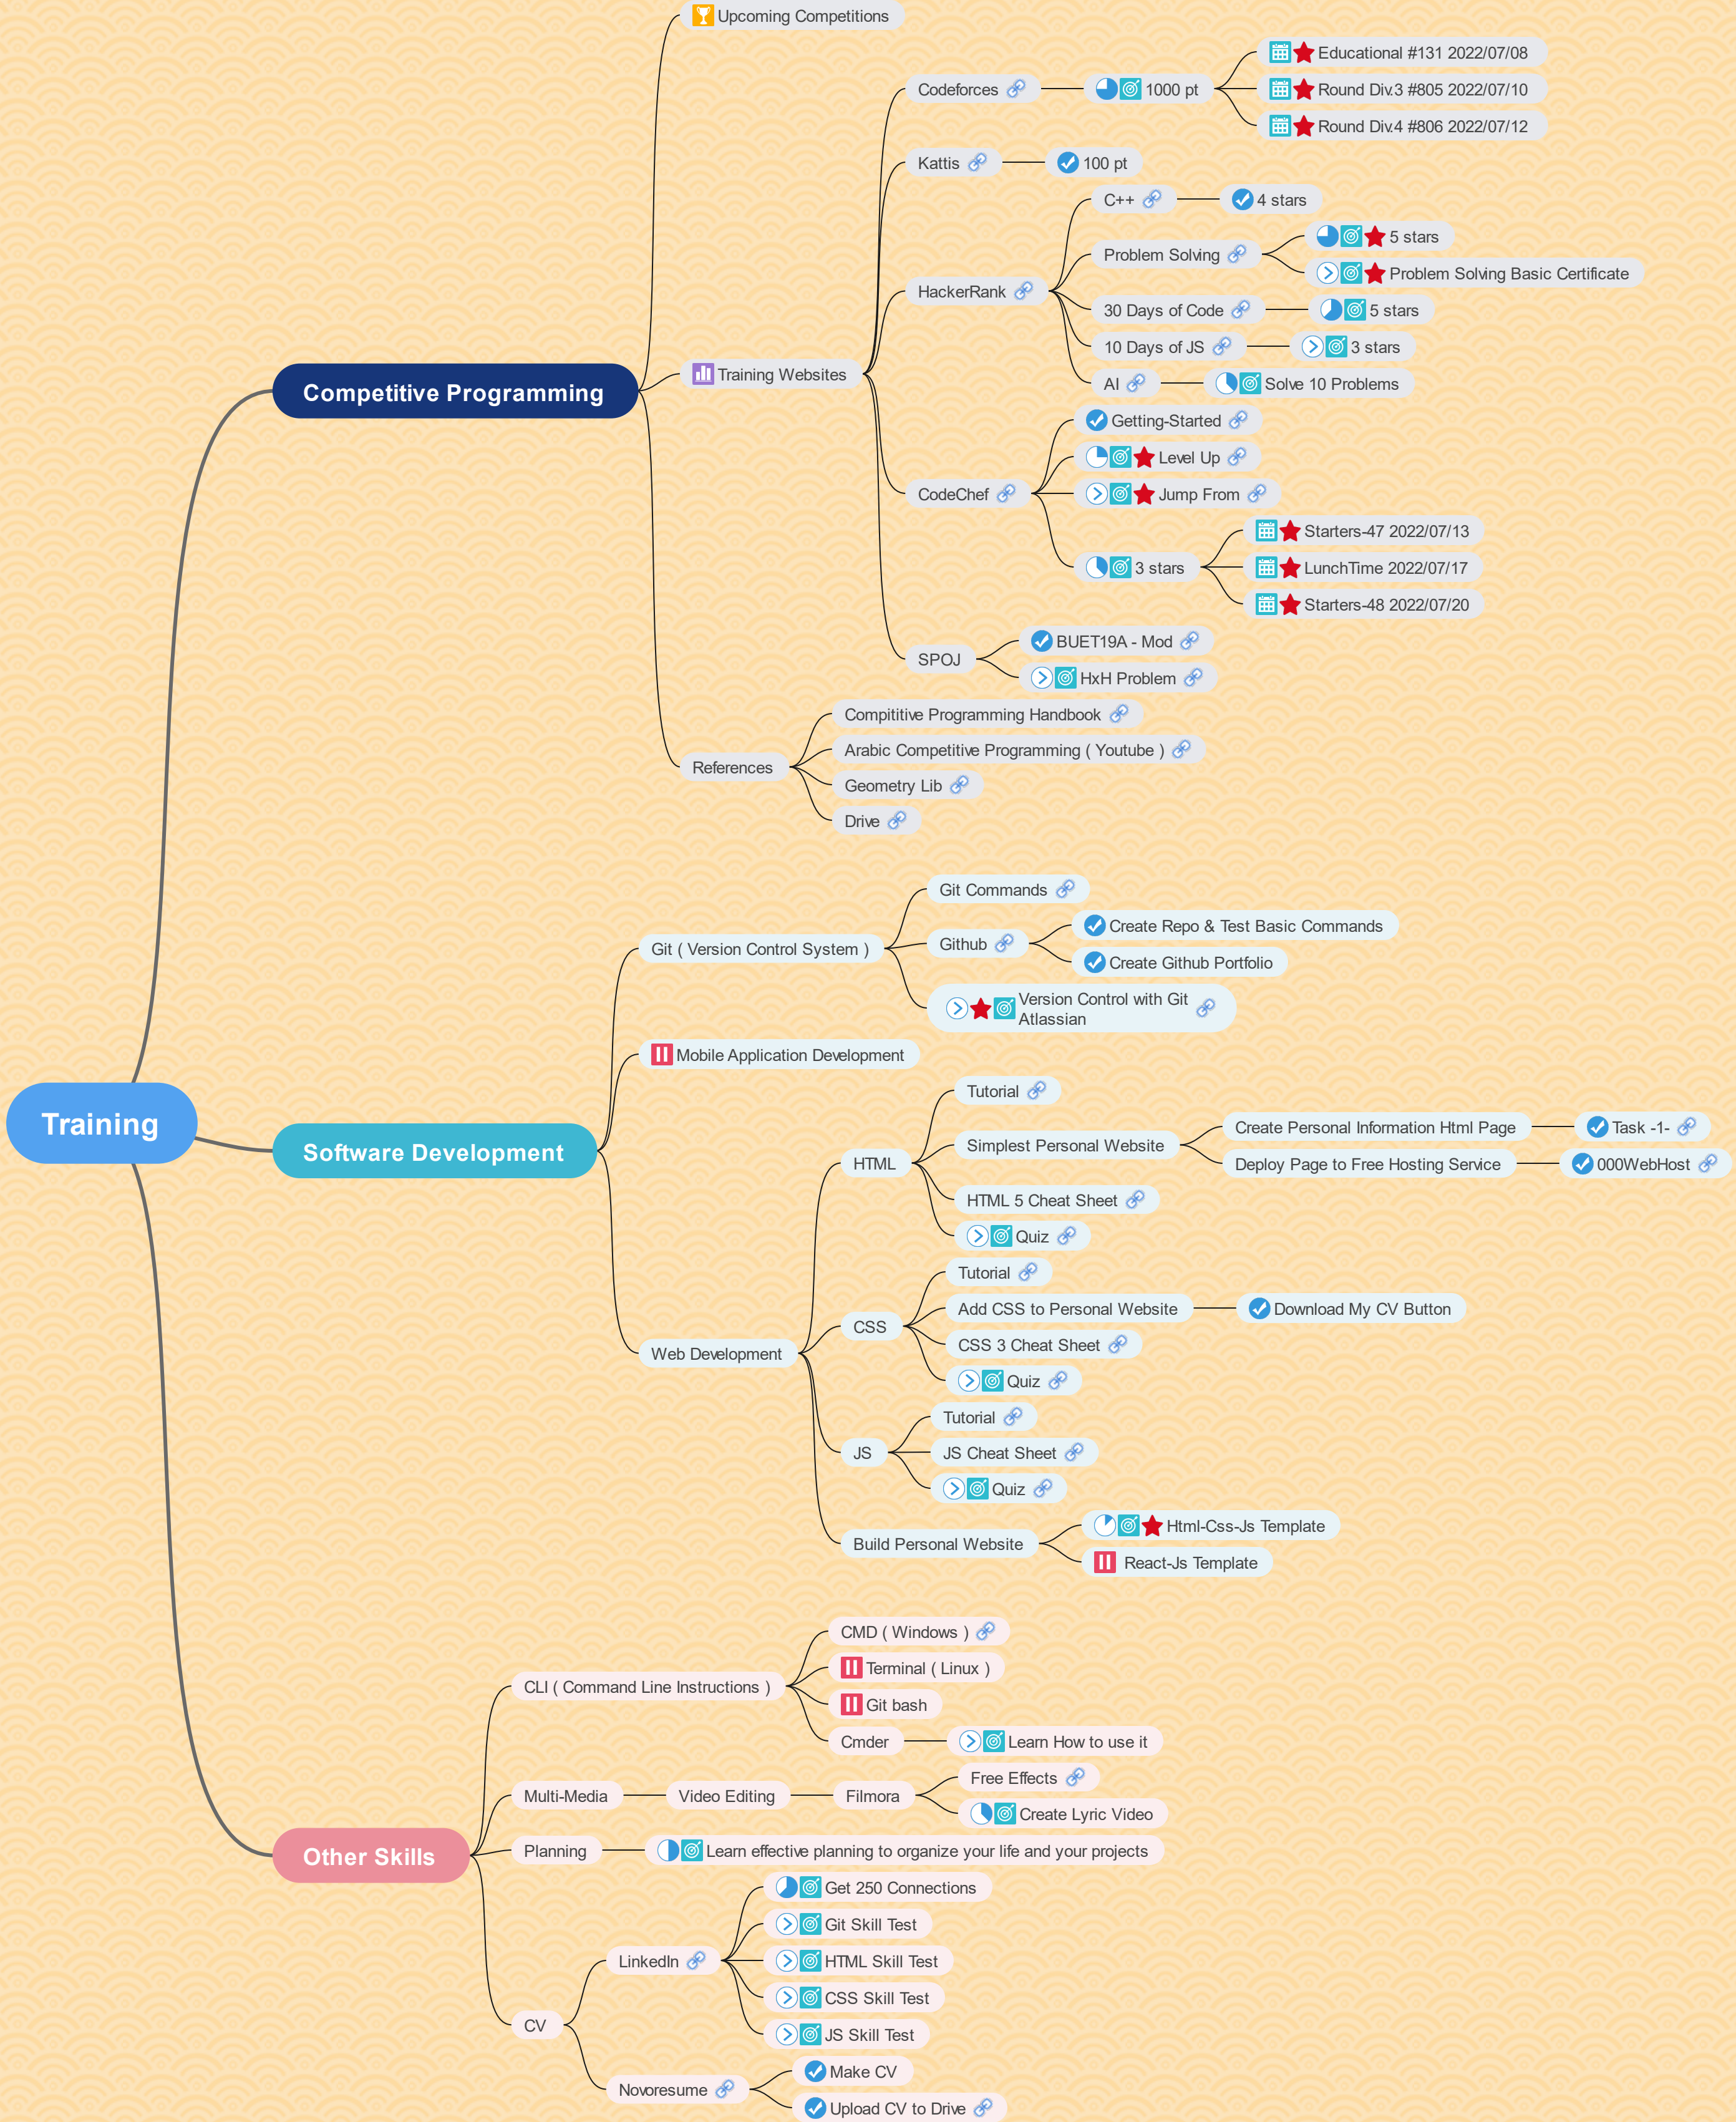 Training
Competitive Programming
Upcoming Competitions
Training Websites
Codeforces
1000 pt
Educational #131 2022/07/08
Round Div.3 #805 2022/07/10
Round Div.4 #806 2022/07/12
Kattis
100 pt
HackerRank
C++
4 stars
Problem Solving
5 stars
Problem Solving Basic Certificate
30 Days of Code
5 stars
10 Days of JS
3 stars
AI
Solve 10 Problems
CodeChef
Getting-Started
Level Up
Jump From
3 stars
Starters-47 2022/07/13
LunchTime 2022/07/17
Starters-48 2022/07/20
SPOJ
BUET19A - Mod
HxH Problem
References
Compititive Programming Handbook
Arabic Competitive Programming ( Youtube )
Geometry Lib
Drive
Software Development
Git ( Version Control System )
Git Commands
Github
Create Repo & Test Basic Commands
Create Github Portfolio
Version Control with Git
Atlassian
Mobile Application Development
Web Development
HTML
Tutorial
Simplest Personal Website
Create Personal Information Html Page
Task -1-
Deploy Page to Free Hosting Service
000WebHost
HTML 5 Cheat Sheet
Quiz
CSS
Tutorial
Add CSS to Personal Website
Download My CV Button
CSS 3 Cheat Sheet
Quiz
JS
Tutorial
JS Cheat Sheet
Quiz
Build Personal Website
Html-Css-Js Template
React-Js Template
Other Skills
CLI ( Command Line Instructions )
CMD ( Windows )
Terminal ( Linux )
Git bash
Cmder
Learn How to use it
Multi-Media
Video Editing
Filmora
Free Effects
Create Lyric Video
Planning
Learn effective planning to organize your life and your projects
CV
LinkedIn
Get 250 Connections
Git Skill Test
HTML Skill Test
CSS Skill Test
JS Skill Test
Novoresume
Make CV
Upload CV to Drive